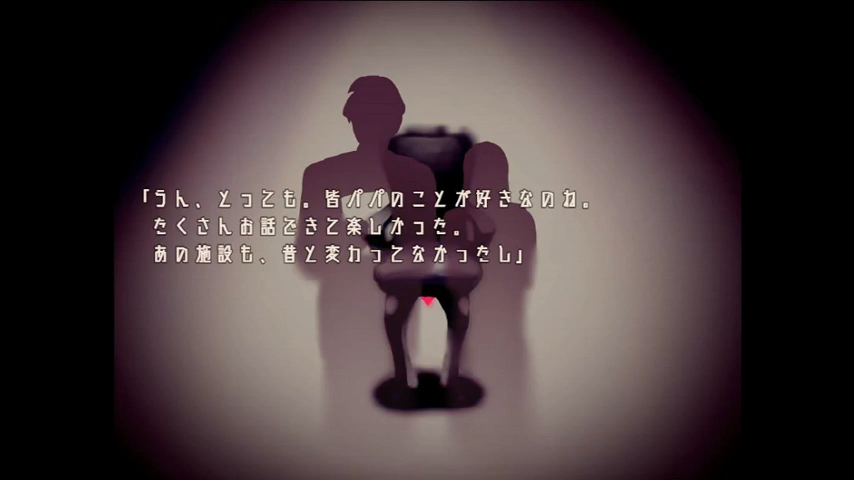 「うん、とっても。皆パパのことが好きなのね。
たくさんお話できて楽しかった。
あの施設も、昔と変わってなかったし」